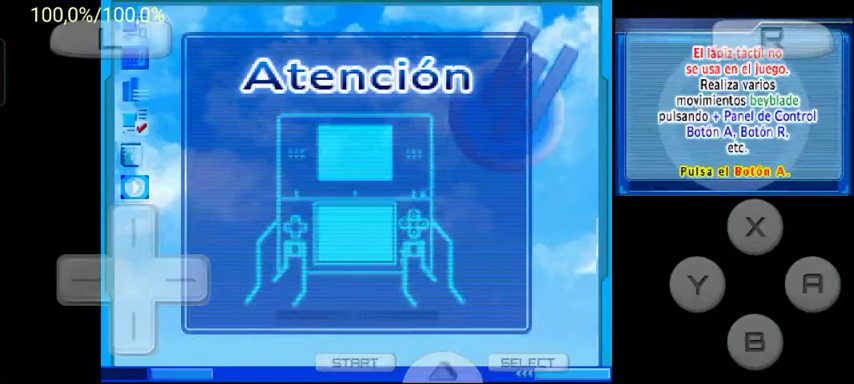 100,0%/100,0%
L
R
Atención
El lápiz táctil no
se usa en el juego.
Realiza varios
movimientos beyblade
pulsando + Panel de Control
Botón A, Botón R,
etc.
Pulsa el Botón A.
X
Y
A
B
START
SELECT